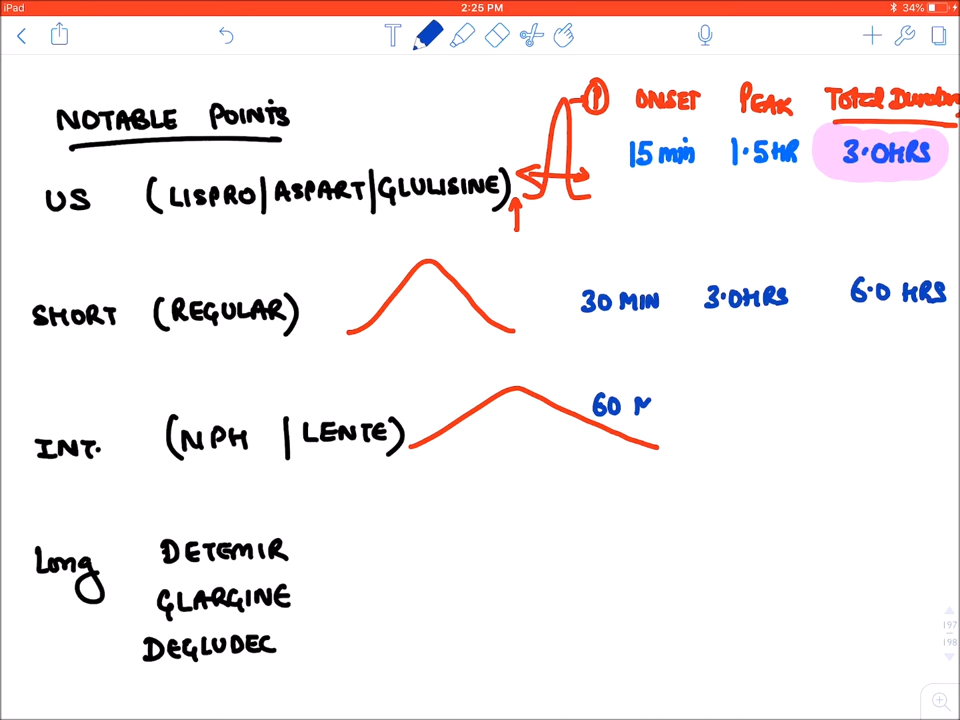 iPad 2:25 PM 34%
T
NOTABLE POINTS
P ONSET PEAK Total Duration
15 min 1.5 HR 3.0 HRS
US (LISPRO|ASPART|GLULISINE)
SHORT (REGULAR) 30 MIN 3.0 HRS 6.0 HRS
60 M
INT. (NPH | LENTE)
Long DETEMIR
GLARGINE
DEGLUDEC
197
198